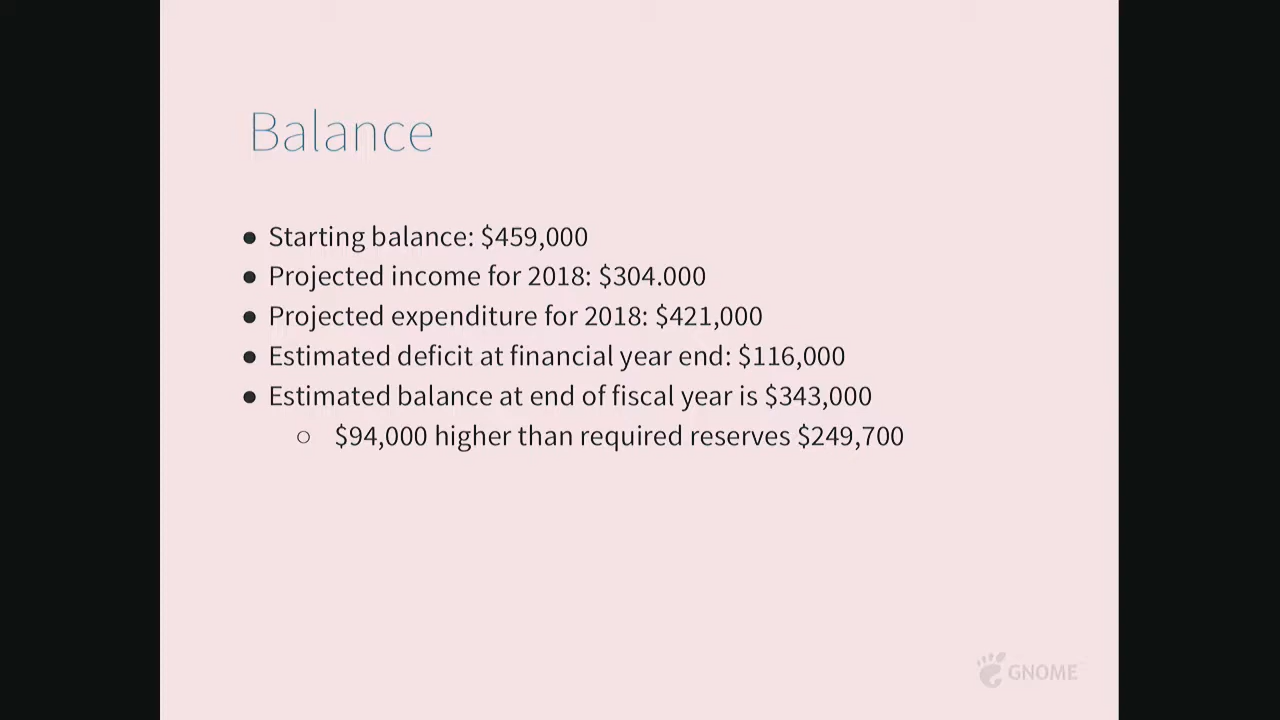 Balance
● Starting balance: $459,000
● Projected income for 2018: $304.000
● Projected expenditure for 2018: $421,000
● Estimated deficit at financial year end: $116,000
● Estimated balance at end of fiscal year is $343,000
○ $94,000 higher than required reserves $249,700
GNOME